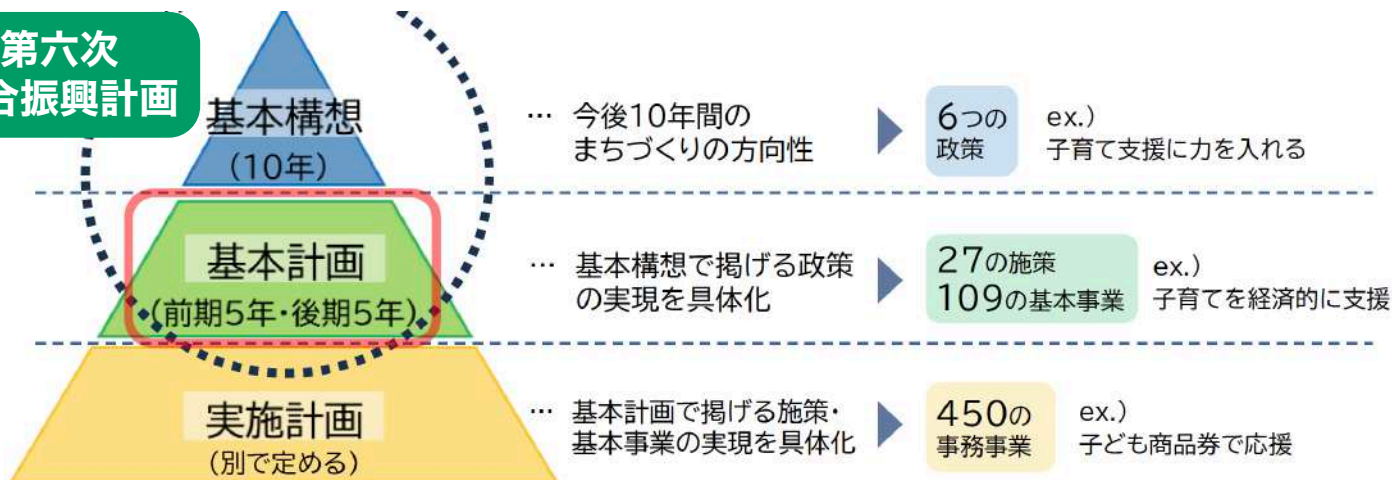 第六次
合振興計画
基本構想
(10年)
… 今後10年間の
まちづくりの方向性
6つの
政策
ex.)
子育て支援に力を入れる
基本計画
(前期5年・後期5年)
… 基本構想で掲げる政策
の実現を具体化
27の施策
109の基本事業
ex.)
子育てを経済的に支援
実施計画
(別で定める)
… 基本計画で掲げる施策・
基本事業の実現を具体化
450の
事務事業
ex.)
子ども商品券で応援